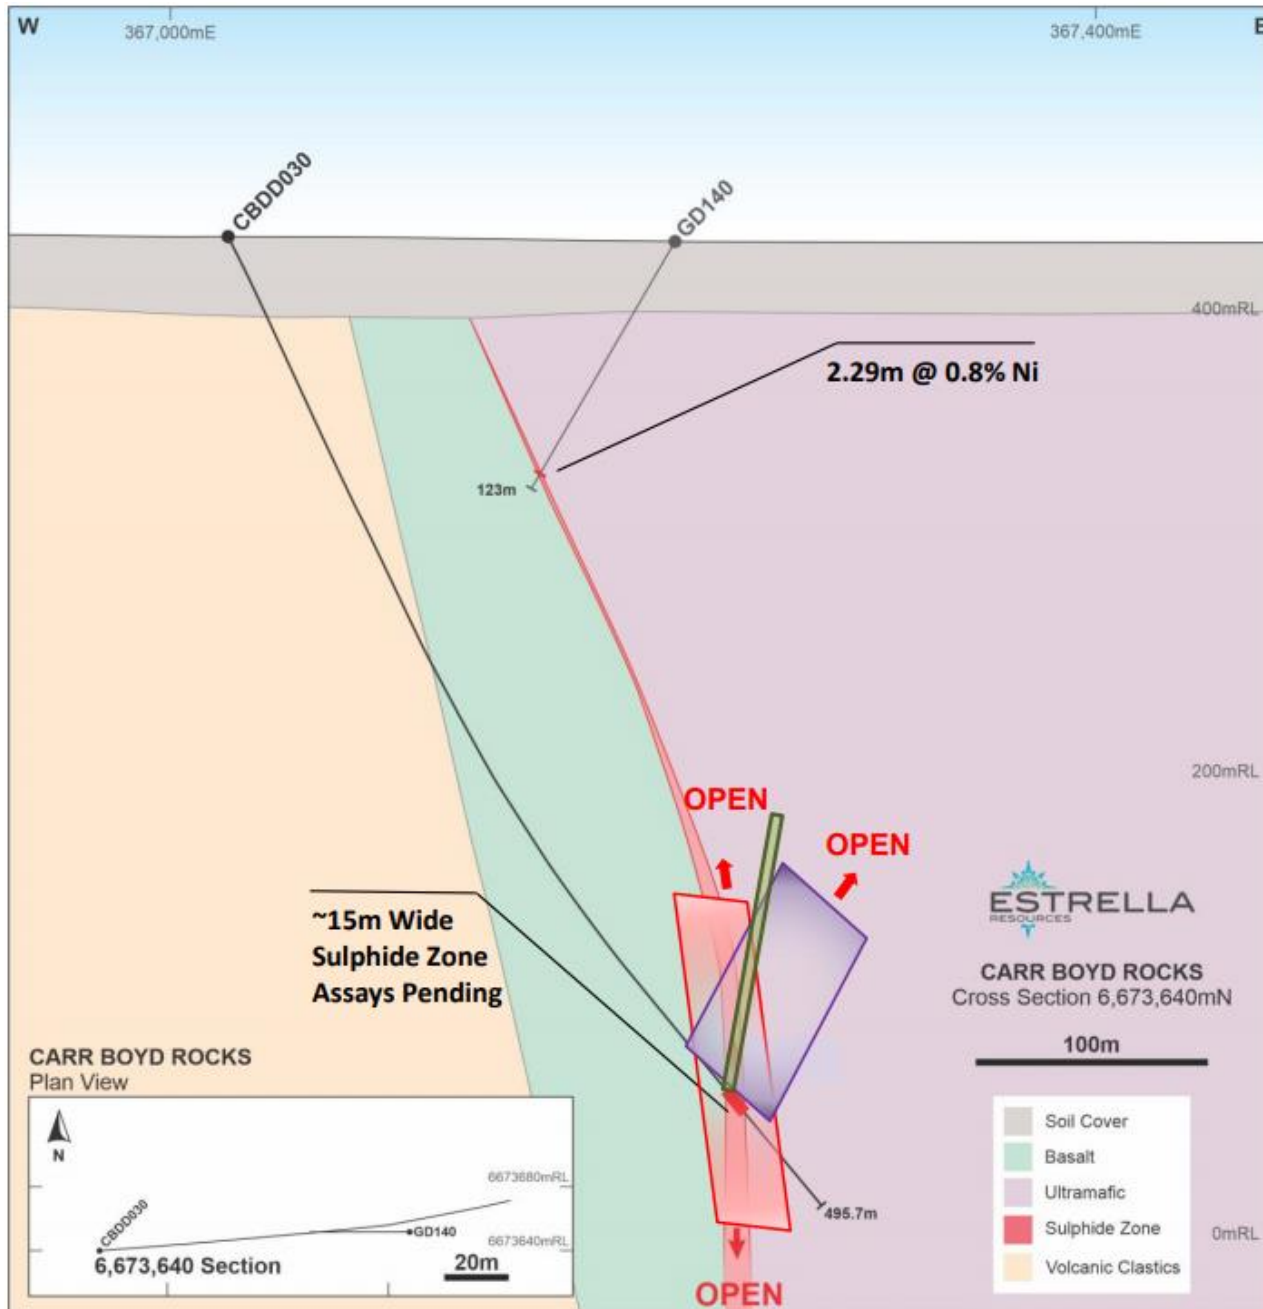 W
367,000mE
367,400mE
E
CBDD030
GD140
400mRL
2.29m @ 0.8% Ni
123m
200mRL
OPEN
OPEN
~15m Wide
Sulphide Zone
Assays Pending
ESTRELLA
RESOURCES
CARR BOYD ROCKS
Cross Section 6,673,640mN
100m
495.7m
0mRL
OPEN
CARR BOYD ROCKS
Plan View
N
6673680mRL
CBDD030
GD140
6673640mRL
6,673,640 Section
20m
Soil Cover
Basalt
Ultramafic
Sulphide Zone
Volcanic Clastics